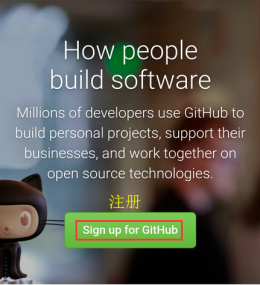 How people
build software
Millions of developers use GitHub to
build personal projects, support their
businesses, and work together on
open source technologies.
注册
Sign up for GitHub